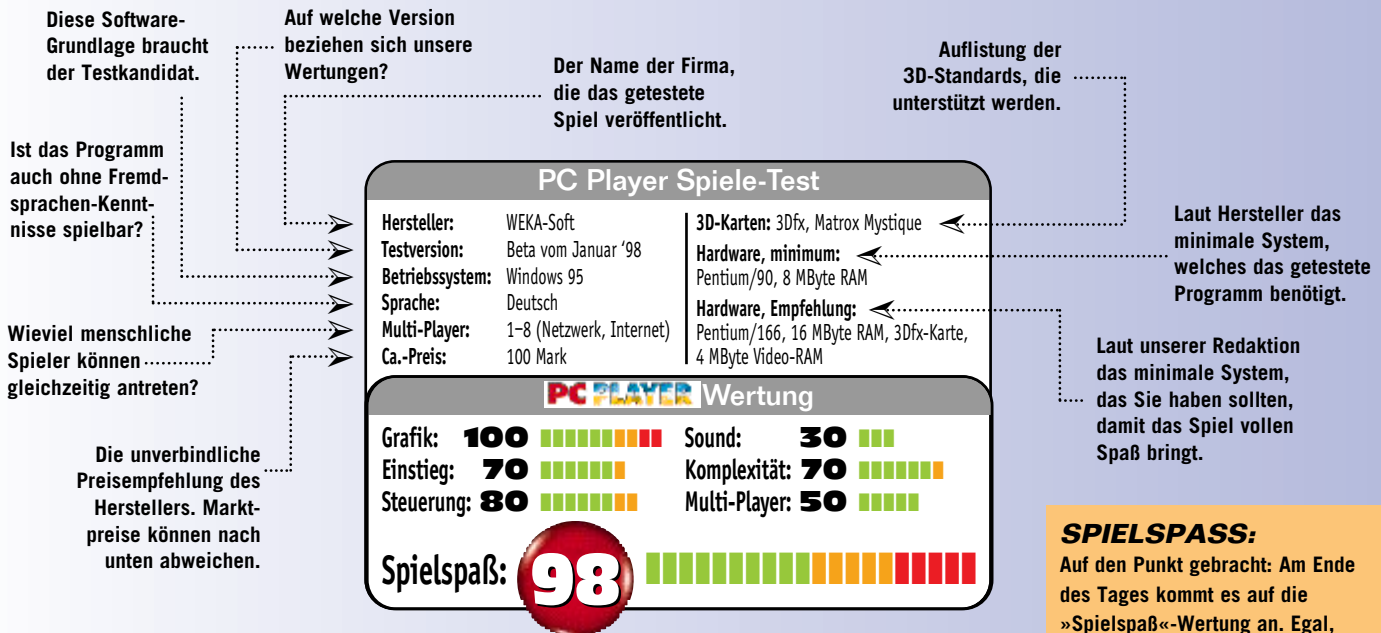 Diese Software-
Grundlage braucht
der Testkandidat.
Auf welche Version
beziehen sich unsere
Wertungen?
Der Name der Firma,
die das getestete
Spiel veröffentlicht.
Auflistung der
3D-Standards, die
unterstützt werden.
Ist das Programm
auch ohne Fremd-
sprachen-Kennt-
nisse spielbar?
Wieviel menschliche
Spieler können
gleichzeitig antreten?
Die unverbindliche
Preisempfehlung des
Herstellers. Markt-
preise können nach
unten abweichen.
PC Player Spiele-Test
Hersteller: WEKA-Soft
Testversion: Beta vom Januar ‘98
Betriebssystem: Windows 95
Sprache: Deutsch
Multi-Player: 1–8 (Netzwerk, Internet)
Ca.-Preis: 100 Mark
3D-Karten: 3Dfx, Matrox Mystique
Hardware, minimum:
Pentium/90, 8 MByte RAM
Hardware, Empfehlung:
Pentium/166, 16 MByte RAM, 3Dfx-Karte,
4 MByte Video-RAM
PC PLAYER Wertung
Grafik: 100
Einstieg: 70
Steuerung: 80
Sound: 30
Komplexität: 70
Multi-Player: 50
Spielspaß: 98
Laut Hersteller das
minimale System,
welches das getestete
Programm benötigt.
Laut unserer Redaktion
das minimale System,
das Sie haben sollten,
damit das Spiel vollen
Spaß bringt.
SPIELSPASS:
Auf den Punkt gebracht: Am Ende
des Tages kommt es auf die
»Spielspaß«-Wertung an. Egal,